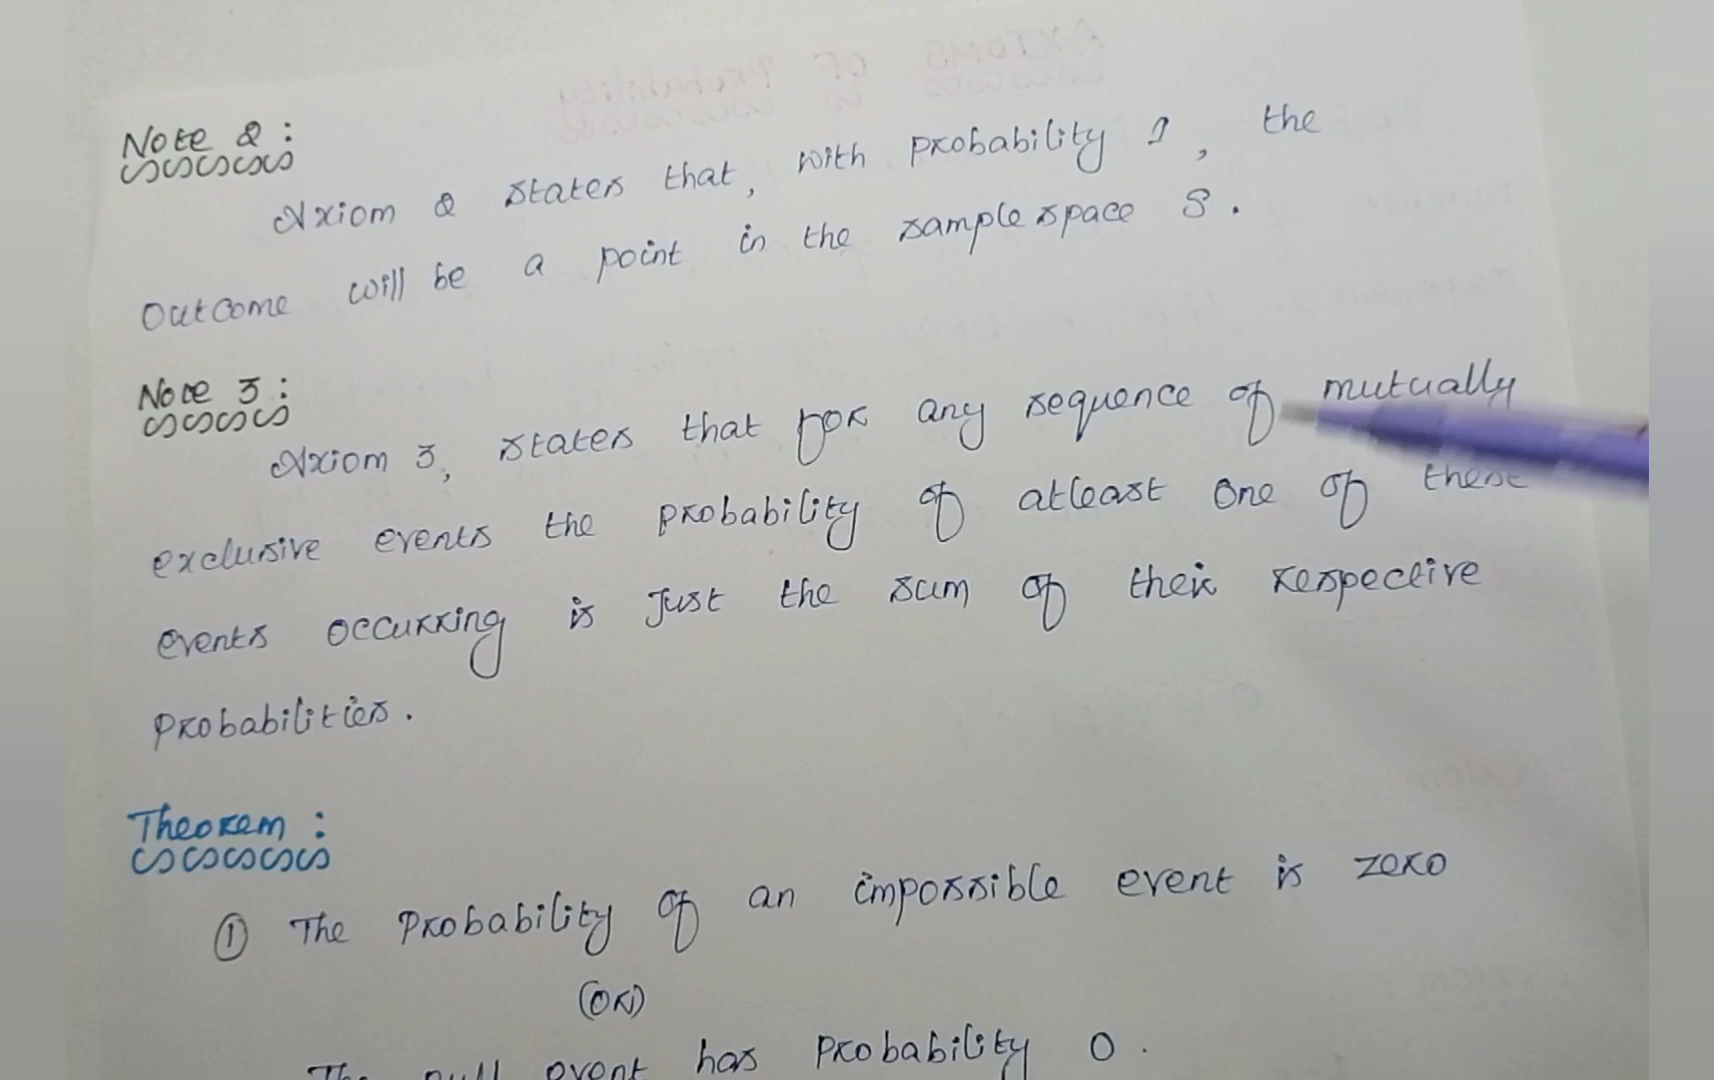 Note 2:
Axiom 2 states that, with probability 1, the
outcome will be a point in the sample space S.
Note 3:
Axiom 3, states that for any sequence of mutually
exclusive events the probability of atleast one of these
events occurring is just the sum of their respective
probabilities.
Theorem:
① The Probability of an impossible event is zero
(OR)
The null event has probability 0.